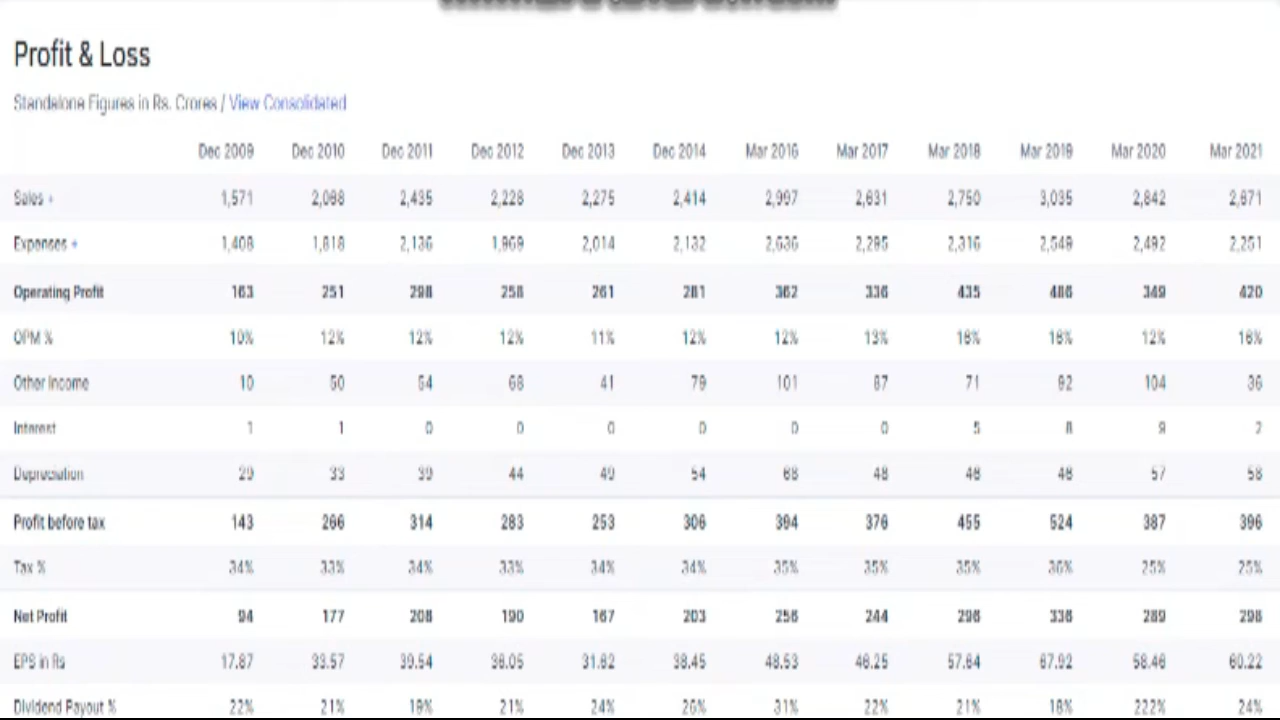 Profit & Loss
Standalone Figures in Rs. Crores / View Consolidated
Dec 2009 Dec 2010 Dec 2011 Dec 2012 Dec 2013 Dec 2014 Mar 2016 Mar 2017 Mar 2018 Mar 2019 Mar 2020 Mar 2021
Sales + 1,571 2,068 2,435 2,228 2,275 2,414 2,997 2,631 2,750 3,035 2,842 2,671
Expenses + 1,408 1,818 2,136 1,969 2,014 2,132 2,636 2,295 2,316 2,549 2,492 2,251
Operating Profit 163 251 298 258 261 281 362 336 435 486 349 420
OPM % 10% 12% 12% 12% 11% 12% 12% 13% 16% 16% 12% 16%
Other Income 10 50 54 68 41 79 101 87 71 92 104 36
Interest 1 1 0 0 0 0 0 0 5 8 9 2
Depreciation 29 33 39 44 49 54 68 48 46 46 57 58
Profit before tax 143 266 314 283 253 306 394 376 455 524 387 396
Tax % 34% 33% 34% 33% 34% 34% 35% 35% 35% 36% 25% 25%
Net Profit 94 177 208 190 167 203 256 244 296 336 289 298
EPS in Rs 17.87 33.57 39.54 36.05 31.62 38.45 48.53 46.25 57.64 67.92 58.46 60.22
Dividend Payout % 22% 21% 19% 21% 24% 26% 31% 22% 21% 18% 222% 24%